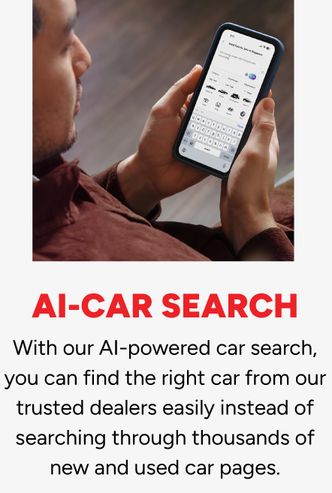 AI-CAR SEARCH
With our AI-powered car search,
you can find the right car from our
trusted dealers easily instead of
searching through thousands of
new and used car pages.